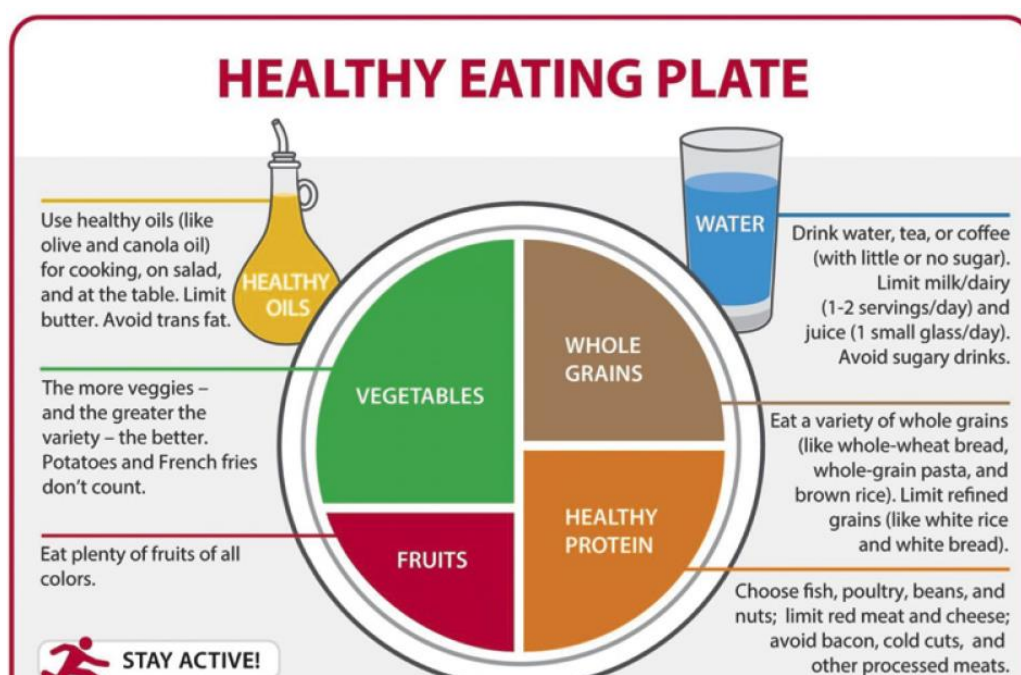 HEALTHY EATING PLATE
Use healthy oils (like
olive and canola oil)
for cooking, on salad,
and at the table. Limit
butter. Avoid trans fat.
HEALTHY
OILS
WATER
Drink water, tea, or coffee
(with little or no sugar).
Limit milk/dairy
(1-2 servings/day) and
juice (1 small glass/day).
Avoid sugary drinks.
The more veggies –
and the greater the
variety – the better.
Potatoes and French fries
don’t count.
VEGETABLES
WHOLE
GRAINS
Eat a variety of whole grains
(like whole-wheat bread,
whole-grain pasta, and
brown rice). Limit refined
grains (like white rice
and white bread).
Eat plenty of fruits of all
colors.
FRUITS
HEALTHY
PROTEIN
Choose fish, poultry, beans, and
nuts; limit red meat and cheese;
avoid bacon, cold cuts, and
other processed meats.
STAY ACTIVE!